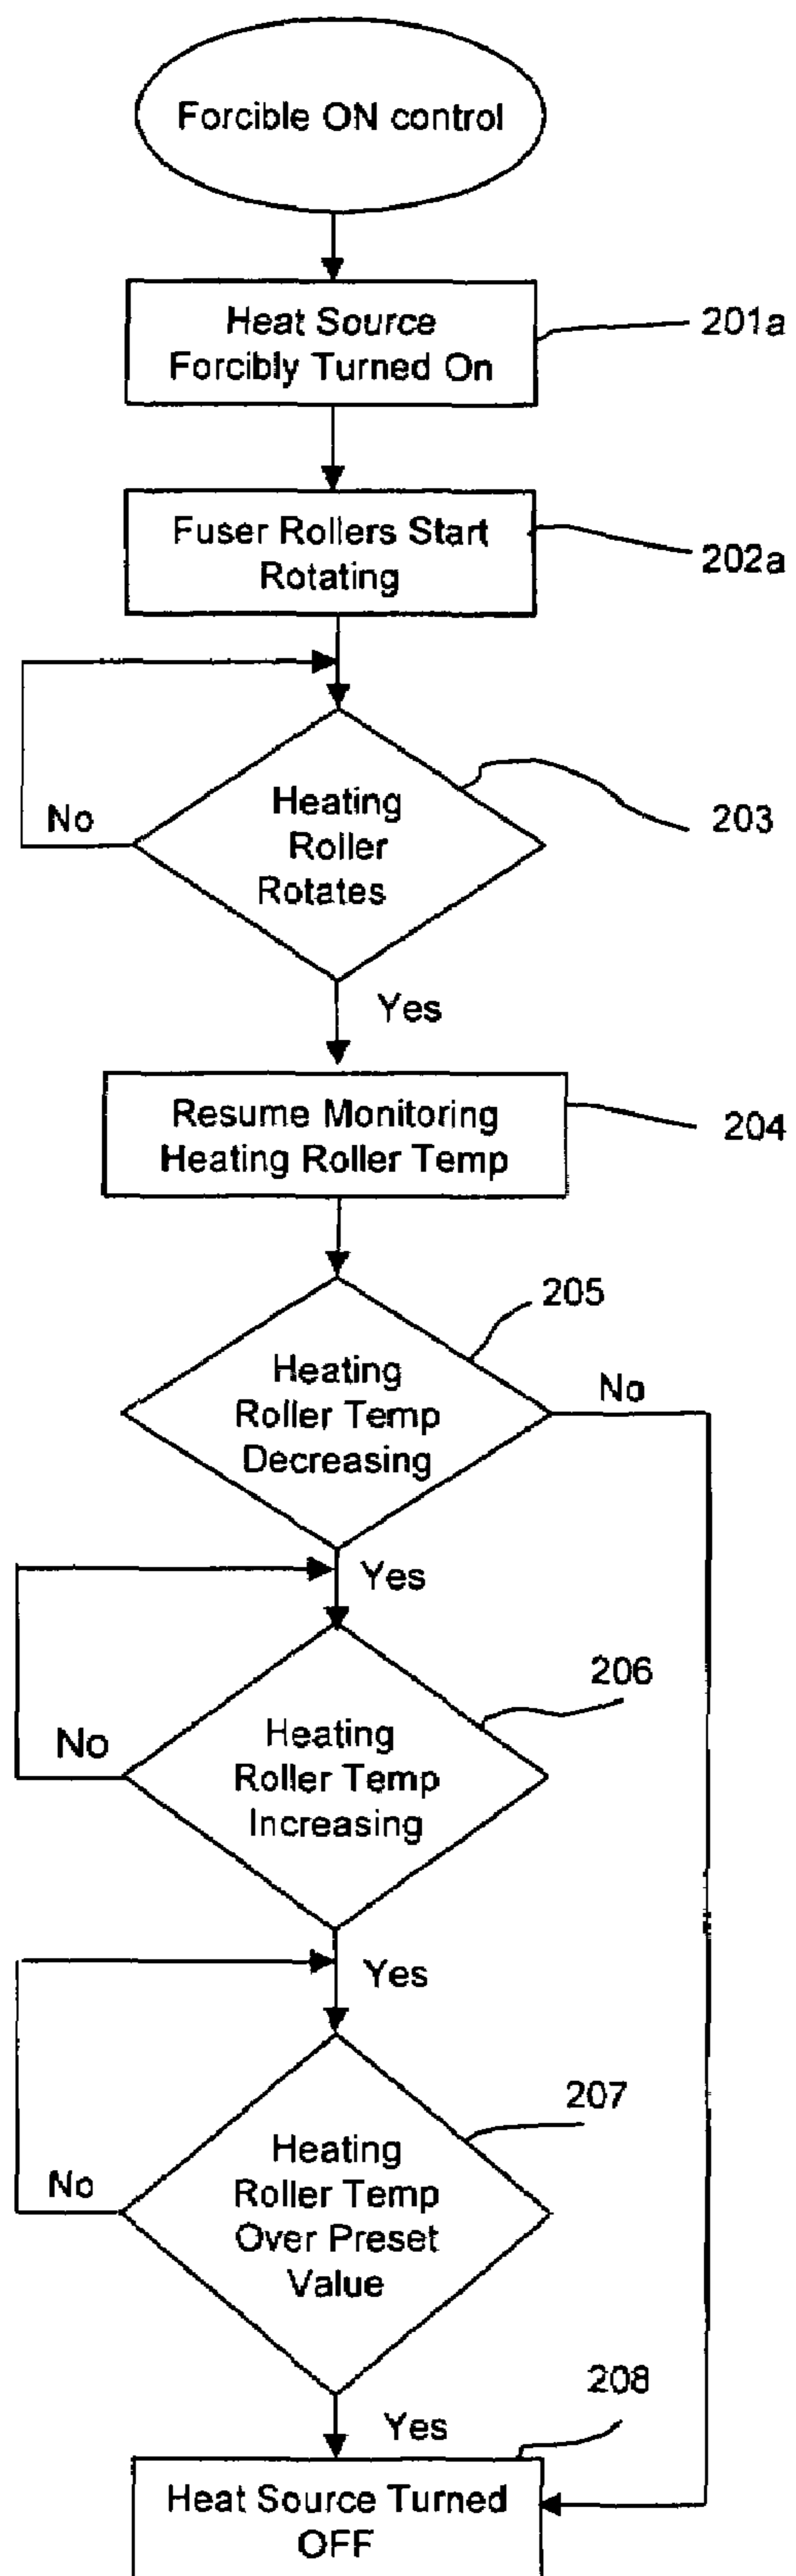 Forcible ON control
Heat Source
Forcibly Turned On
201a
Fuser Rollers Start
Rotating
202a
Heating
Roller
Rotates
203
No
Yes
Resume Monitoring
Heating Roller Temp
204
205
Heating
Roller Temp
Decreasing
No
Yes
206
Heating
Roller Temp
Increasing
No
Yes
207
Heating
Roller Temp
Over Preset
Value
No
208
Yes
Heat Source Turned
OFF